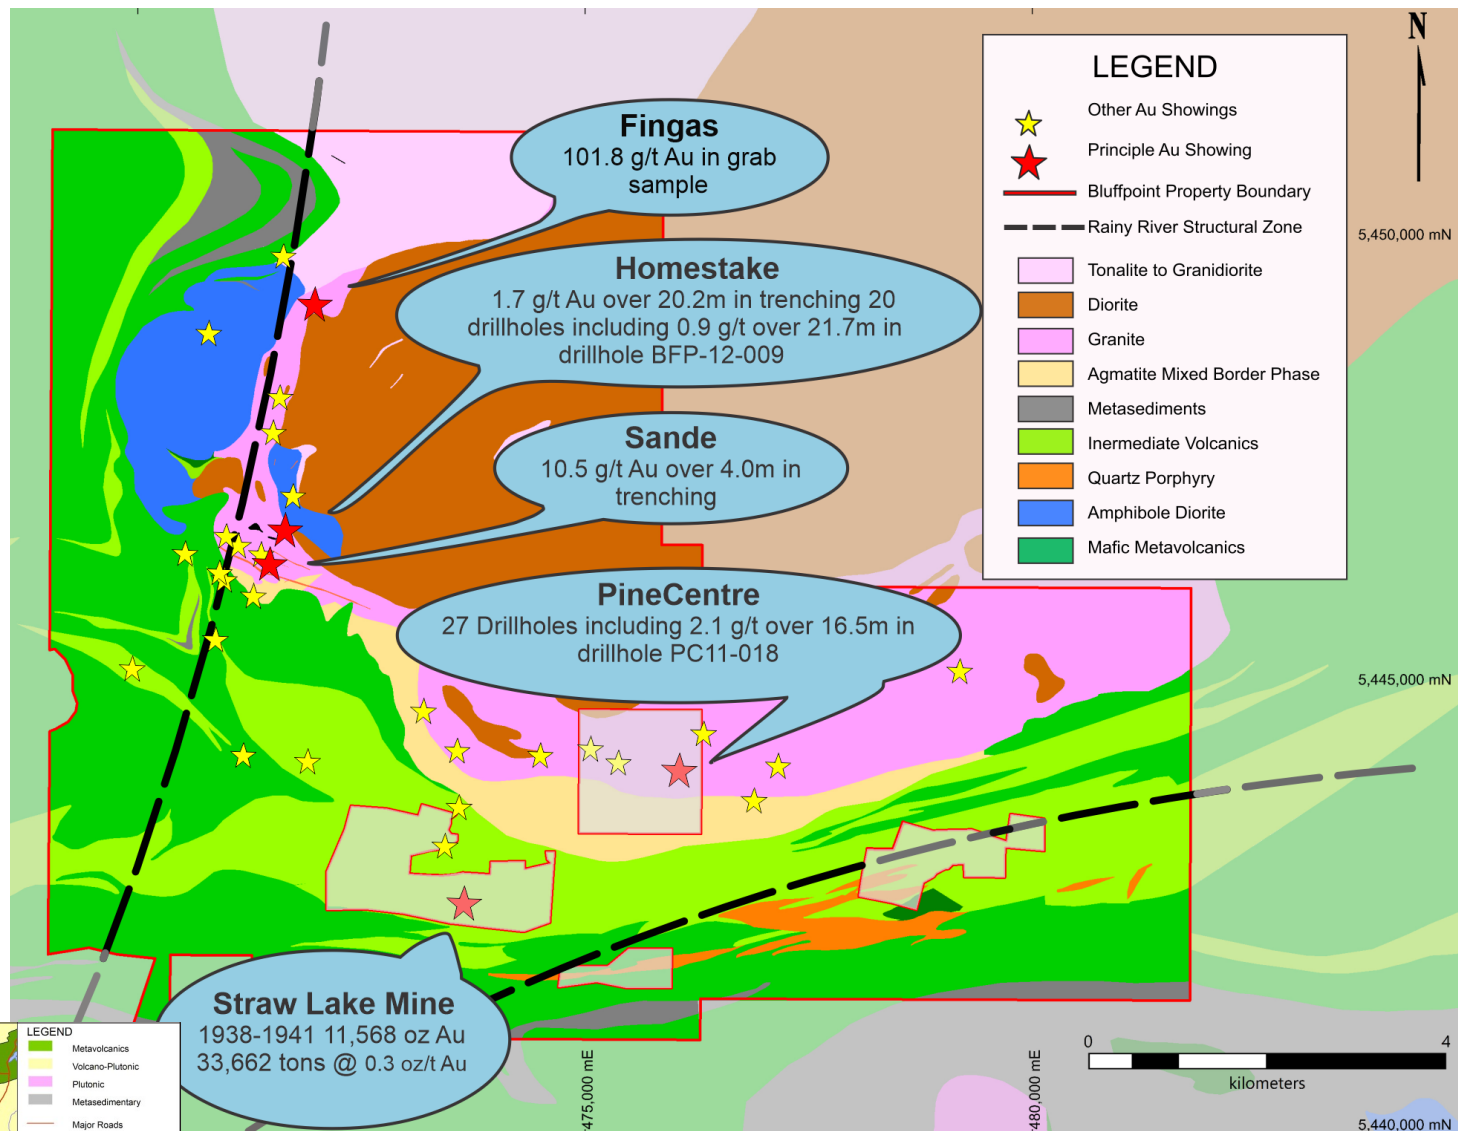 N
LEGEND
Other Au Showings
Principle Au Showing
Bluffpoint Property Boundary
Rainy River Structural Zone
Tonalite to Granidiorite
Diorite
Granite
Agmatite Mixed Border Phase
Metasediments
Inermediate Volcanics
Quartz Porphyry
Amphibole Diorite
Mafic Metavolcanics
Fingas
101.8 g/t Au in grab
sample
Homestake
1.7 g/t Au over 20.2m in trenching 20
drillholes including 0.9 g/t over 21.7m in
drillhole BFP-12-009
Sande
10.5 g/t Au over 4.0m in
trenching
PineCentre
27 Drillholes including 2.1 g/t over 16.5m in
drillhole PC11-018
Straw Lake Mine
1938-1941 11,568 oz Au
33,662 tons @ 0.3 oz/t Au
5,450,000 mN
5,445,000 mN
5,440,000 mN
475,000 mE
480,000 mE
0 4
kilometers
LEGEND
Metavolcanics
Volcano-Plutonic
Plutonic
Metasedimentary
Major Roads